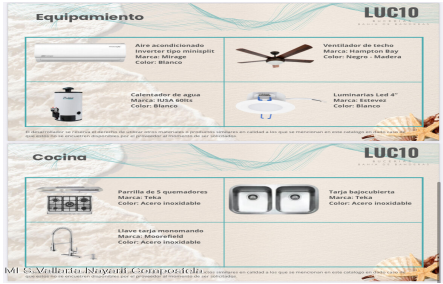 Equipamiento
LUC10
Aire acondicionado
Inverter tipo minisplit
Marca: Mirage
Color: Blanco
Ventilador de techo
Marca: Hampton Bay
Color: Negro - Madera
Calentador de agua
Marca: IUSA 60lts
Color: Blanco
Luminarias Led 4"
Marca: Estevez
Color: Blanco
Cocina
LUC10
Parrilla de 5 quemadores
Marca: Teka
Color: Acero inoxidable
Tarja bajocubierta
Marca: Teka
Color: Acero inoxidable
Llave tarja monomando
Marca: Moorefield
Color: Acero inoxidable
MLS Vallarta Nayarit Compostela